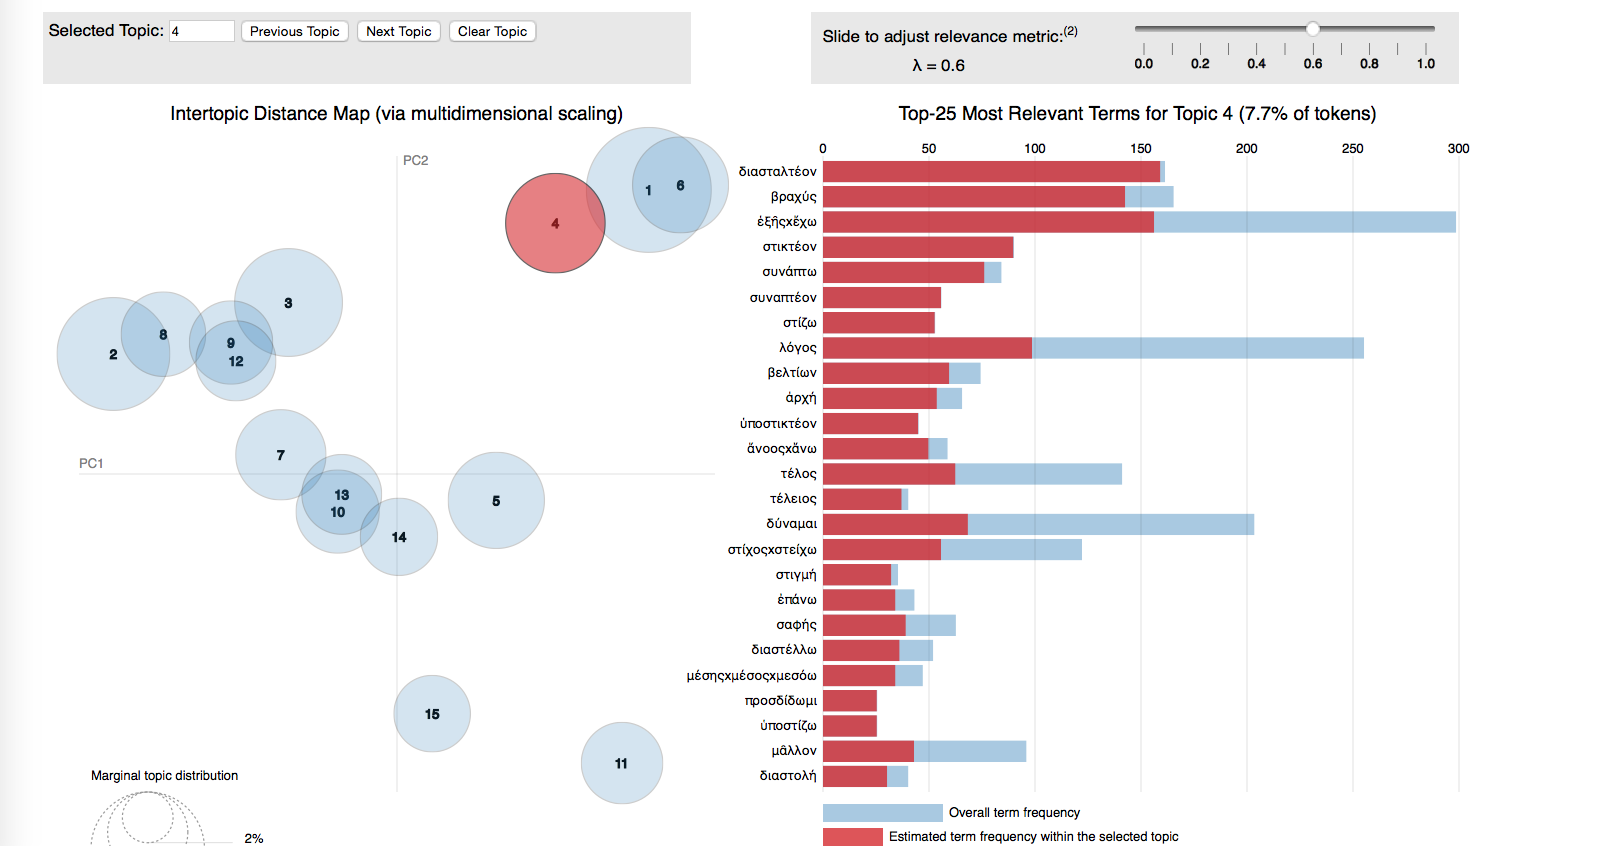 Selected Topic: 4 Previous Topic Next Topic Clear Topic
Slide to adjust relevance metric:(2)
λ = 0.6
0.0 0.2 0.4 0.6 0.8 1.0
Intertopic Distance Map (via multidimensional scaling)
PC2
PC1
1
6
4
3
8
9
2
12
7
13
5
10
14
15
11
Marginal topic distribution
2%
Top-25 Most Relevant Terms for Topic 4 (7.7% of tokens)
0 50 100 150 200 250 300
διασταλτέον
βραχύς
ἑξῆςxἔχω
στικτέον
συνάπτω
συναπτέον
στίζω
λόγος
βελτίων
ἀρχή
ὑποστικτέον
ἄνοοςxἄνω
τέλος
τέλειος
δύναμαι
στίχοςxστείχω
στιγμή
ἐπάνω
σαφής
διαστέλλω
μέσηςxμέσοςxμεσόω
προσδίδωμι
ὑποστίζω
μᾶλλον
διαστολή
Overall term frequency
Estimated term frequency within the selected topic